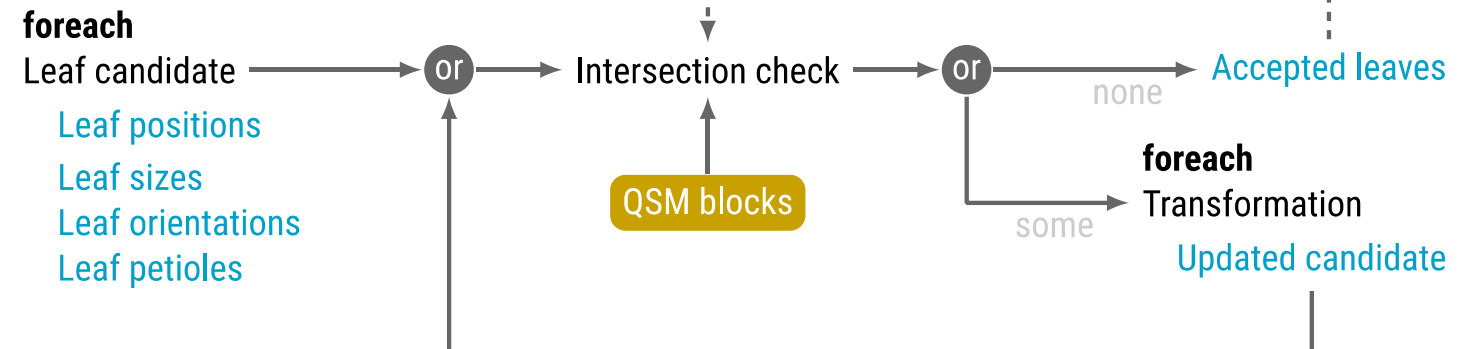 foreach
Leaf candidate
or
Intersection check
or
none
Accepted leaves
Leaf positions
Leaf sizes
Leaf orientations
Leaf petioles
QSM blocks
some
foreach
Transformation
Updated candidate